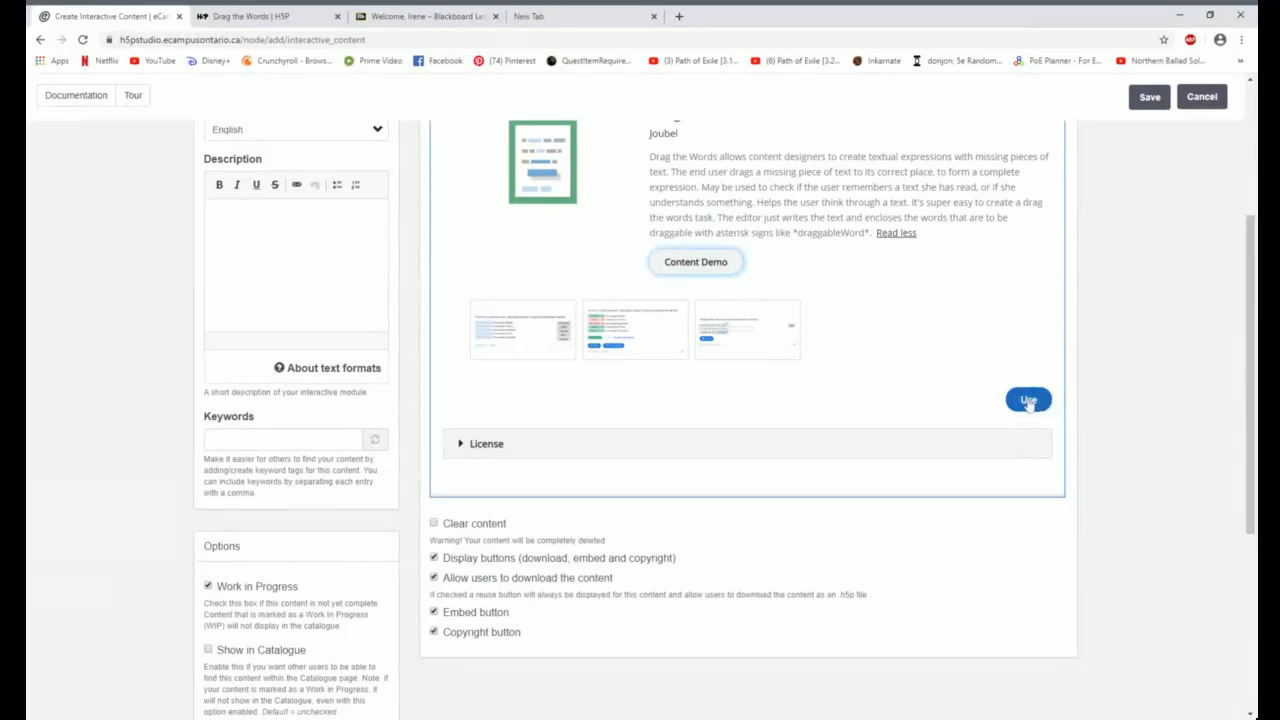 Create Interactive Content | eCam
Drag the Words | H5P
Welcome, Irene – Blackboard Lea
New Tab
h5pstudio.ecampusontario.ca/node/add/interactive_content
Apps
Netflix
YouTube
Disney+
Crunchyroll - Brows...
Prime Video
Facebook
(74) Pinterest
QuestItemRequire...
(3) Path of Exile [3.1...
(6) Path of Exile [3.2...
Inkarnate
donjon; 5e Random...
PoE Planner - For E...
Northern Ballad Sol...
Documentation
Tour
Save
Cancel
English
Description
B I U S
About text formats
A short description of your interactive module.
Keywords
Make it easier for others to find your content by
adding/create keyword tags for this content. You
can include keywords by separating each entry
with a comma.
Options
Work in Progress
Check this box if this content is not yet complete.
Content that is marked as a Work In Progress
(WIP) will not display in the catalogue.
Show in Catalogue
Enable this if you want other users to be able to
find this content within the Catalogue page. Note: if
your content is marked as a Work in Progress, it
will not show in the Catalogue, even with this
option enabled. Default = unchecked
Joubel
Drag the Words allows content designers to create textual expressions with missing pieces of
text. The end user drags a missing piece of text to its correct place, to form a complete
expression. May be used to check if the user remembers a text she has read, or if she
understands something. Helps the user think through a text. It's super easy to create a drag
the words task. The editor just writes the text and encloses the words that are to be
draggable with asterisk signs like *draggableWord*. Read less
Content Demo
Use
License
Clear content
Warning! Your content will be completely deleted
Display buttons (download, embed and copyright)
Allow users to download the content
If checked a reuse button will always be displayed for this content and allow users to download the content as an .h5p file
Embed button
Copyright button